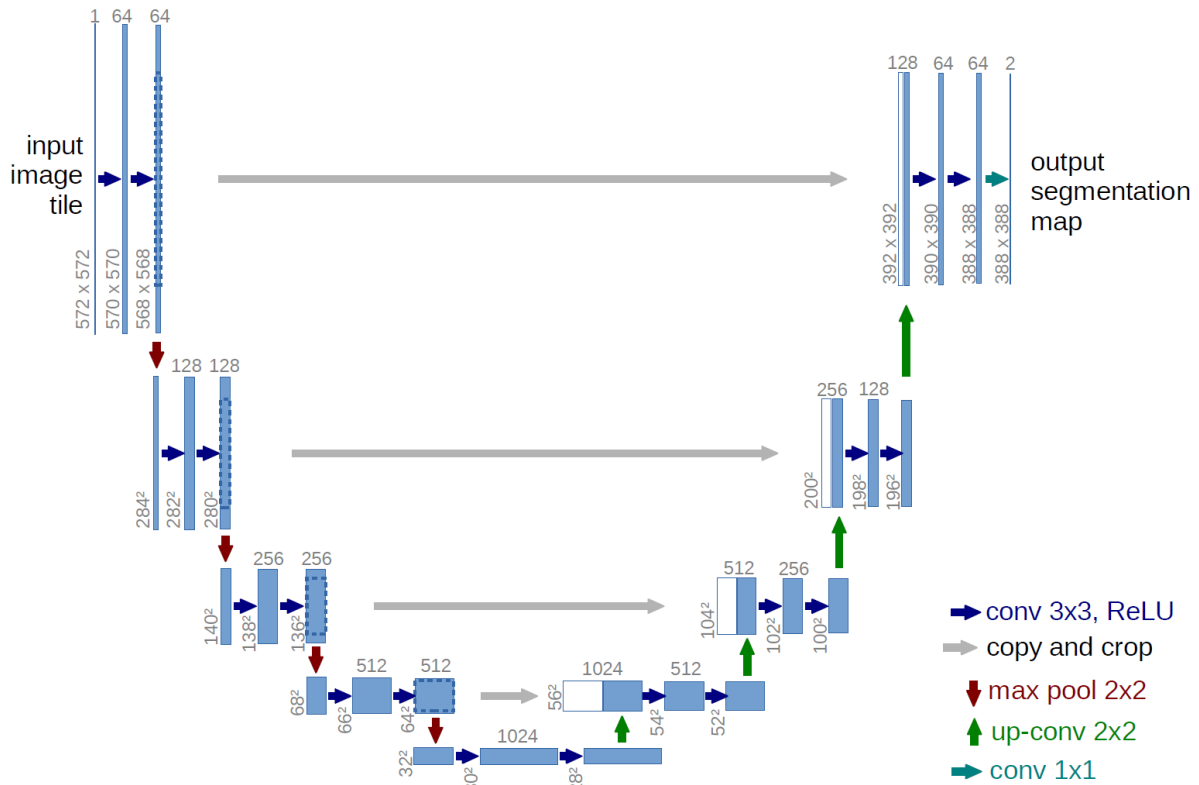 1 64 64
128 64 64 2
input
image
tile
output
segmentation
map
572 x 572
570 x 570
568 x 568
392 x 392
390 x 390
388 x 388
388 x 388
128 128
256 128
284²
282²
280²
200²
198²
196²
256 256
512 256
140²
138²
136²
104²
102²
100²
conv 3x3, ReLU
copy and crop
max pool 2x2
up-conv 2x2
conv 1x1
512 512
1024 512
68²
66²
64²
56²
54²
52²
1024
32²